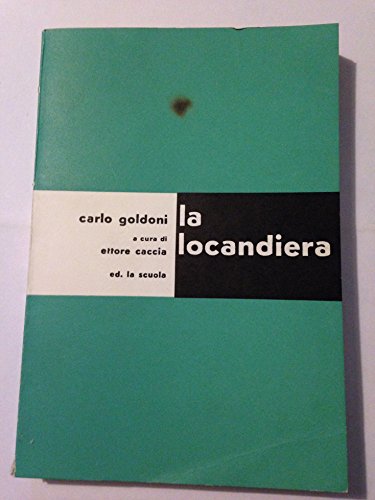 carlo goldoni
a cura di
ettore caccia
ed. la scuola
la
locandiera